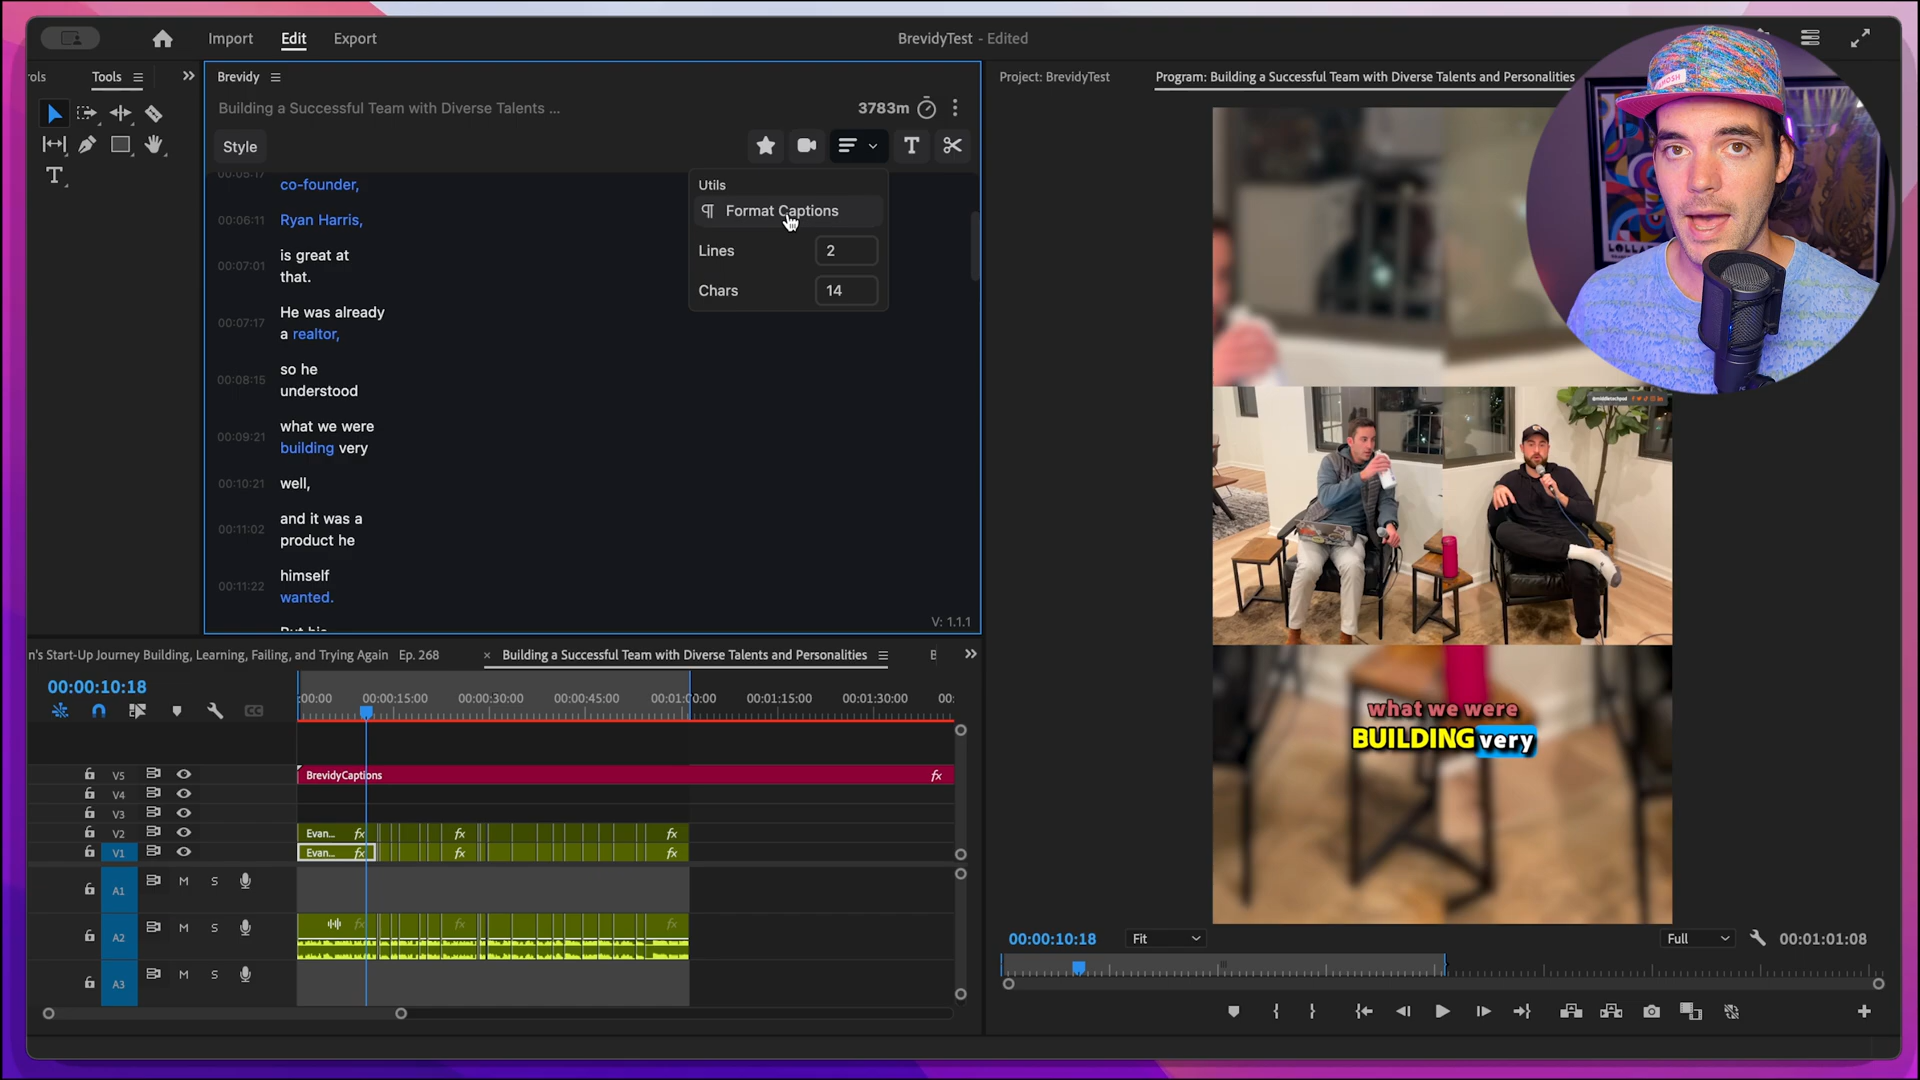 Import
Edit
Export
BrevidyTest - Edited
rols
Tools
Brevidy
Building a Successful Team with Diverse Talents ...
3783m
Style
Utils
Format Captions
Lines
2
Chars
14
00:05:17
co-founder,
00:06:11
Ryan Harris,
00:07:01
is great at
that.
00:07:17
He was already
a realtor,
00:08:15
so he
understood
00:09:21
what we were
building very
00:10:21
well,
00:11:02
and it was a
product he
00:11:22
himself
wanted.
But his
V: 1.1.1
Project: BrevidyTest
Program: Building a Successful Team with Diverse Talents and Personalities
@middletechpod
what we were
BUILDING very
n's Start-Up Journey Building, Learning, Failing, and Trying Again Ep. 268
Building a Successful Team with Diverse Talents and Personalities
B
00:00:10:18
:00:00
00:00:15:00
00:00:30:00
00:00:45:00
00:01:00:00
00:01:15:00
00:01:30:00
00:
V5
BrevidyCaptions
fx
V4
V3
V2
Evan...
fx
fx
fx
V1
Evan...
fx
fx
fx
A1
M
S
A2
M
S
fx
fx
fx
A3
M
S
00:00:10:18
Fit
Full
00:01:01:08